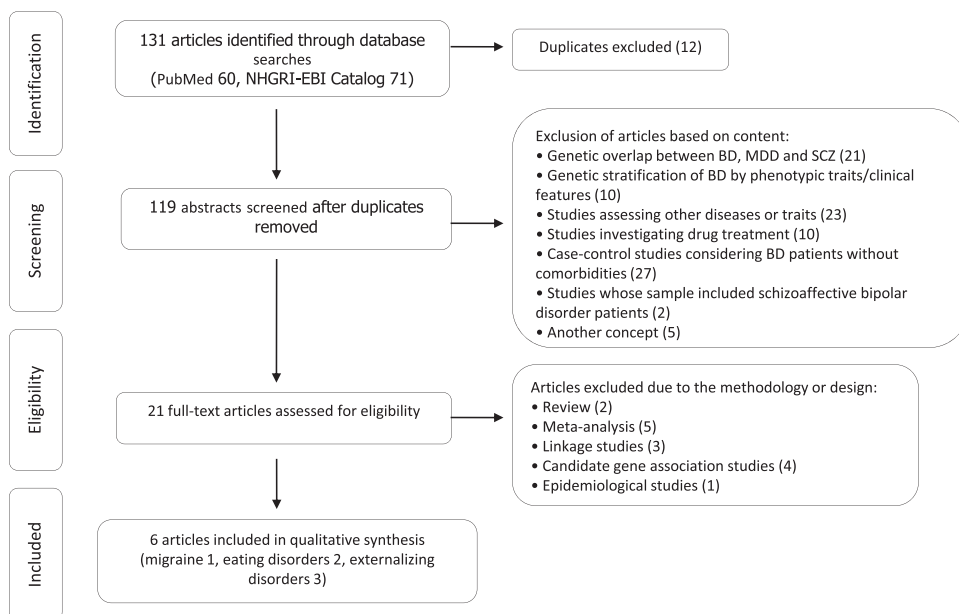 Identification
131 articles identified through database
searches
(PubMed 60, NHGRI-EBI Catalog 71)
Duplicates excluded (12)
Screening
119 abstracts screened after duplicates
removed
Exclusion of articles based on content:
• Genetic overlap between BD, MDD and SCZ (21)
• Genetic stratification of BD by phenotypic traits/clinical
features (10)
• Studies assessing other diseases or traits (23)
• Studies investigating drug treatment (10)
• Case-control studies considering BD patients without
comorbidities (27)
• Studies whose sample included schizoaffective bipolar
disorder patients (2)
• Another concept (5)
Eligibility
21 full-text articles assessed for eligibility
Articles excluded due to the methodology or design:
• Review (2)
• Meta-analysis (5)
• Linkage studies (3)
• Candidate gene association studies (4)
• Epidemiological studies (1)
Included
6 articles included in qualitative synthesis
(migraine 1, eating disorders 2, externalizing
disorders 3)